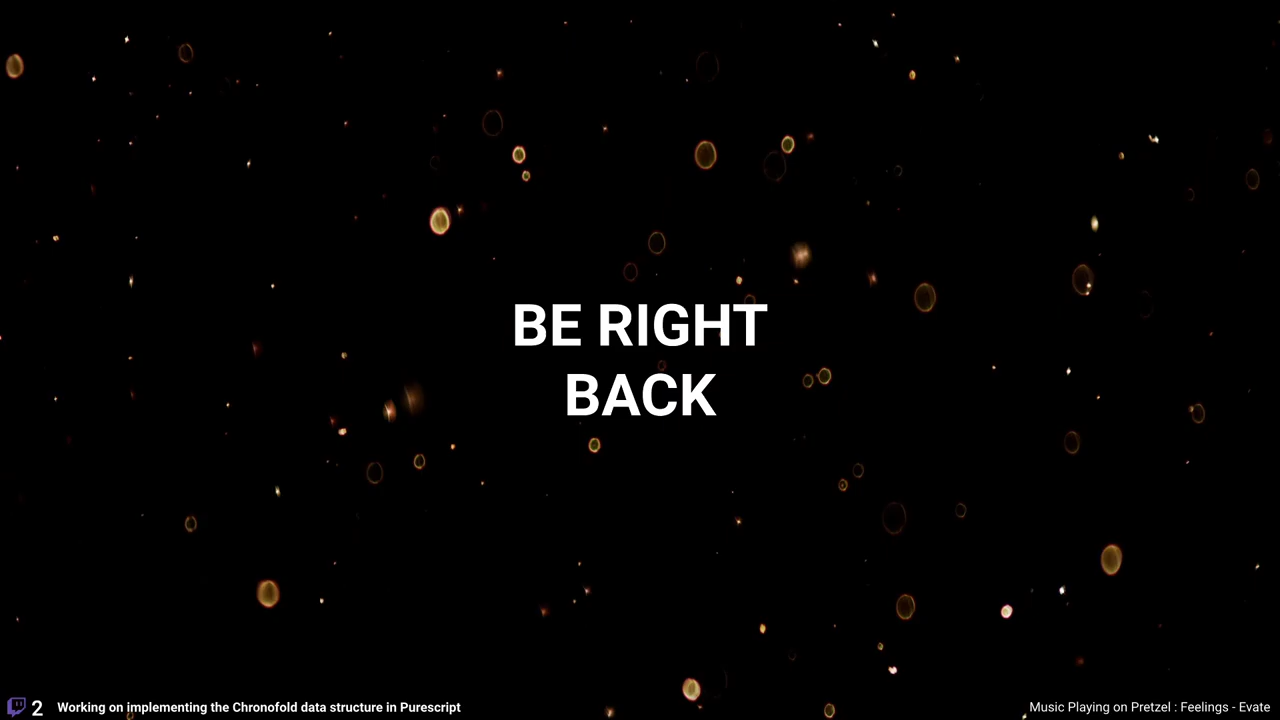 BE RIGHT
BACK
2 Working on implementing the Chronofold data structure in Purescript
Music Playing on Pretzel : Feelings - Evate